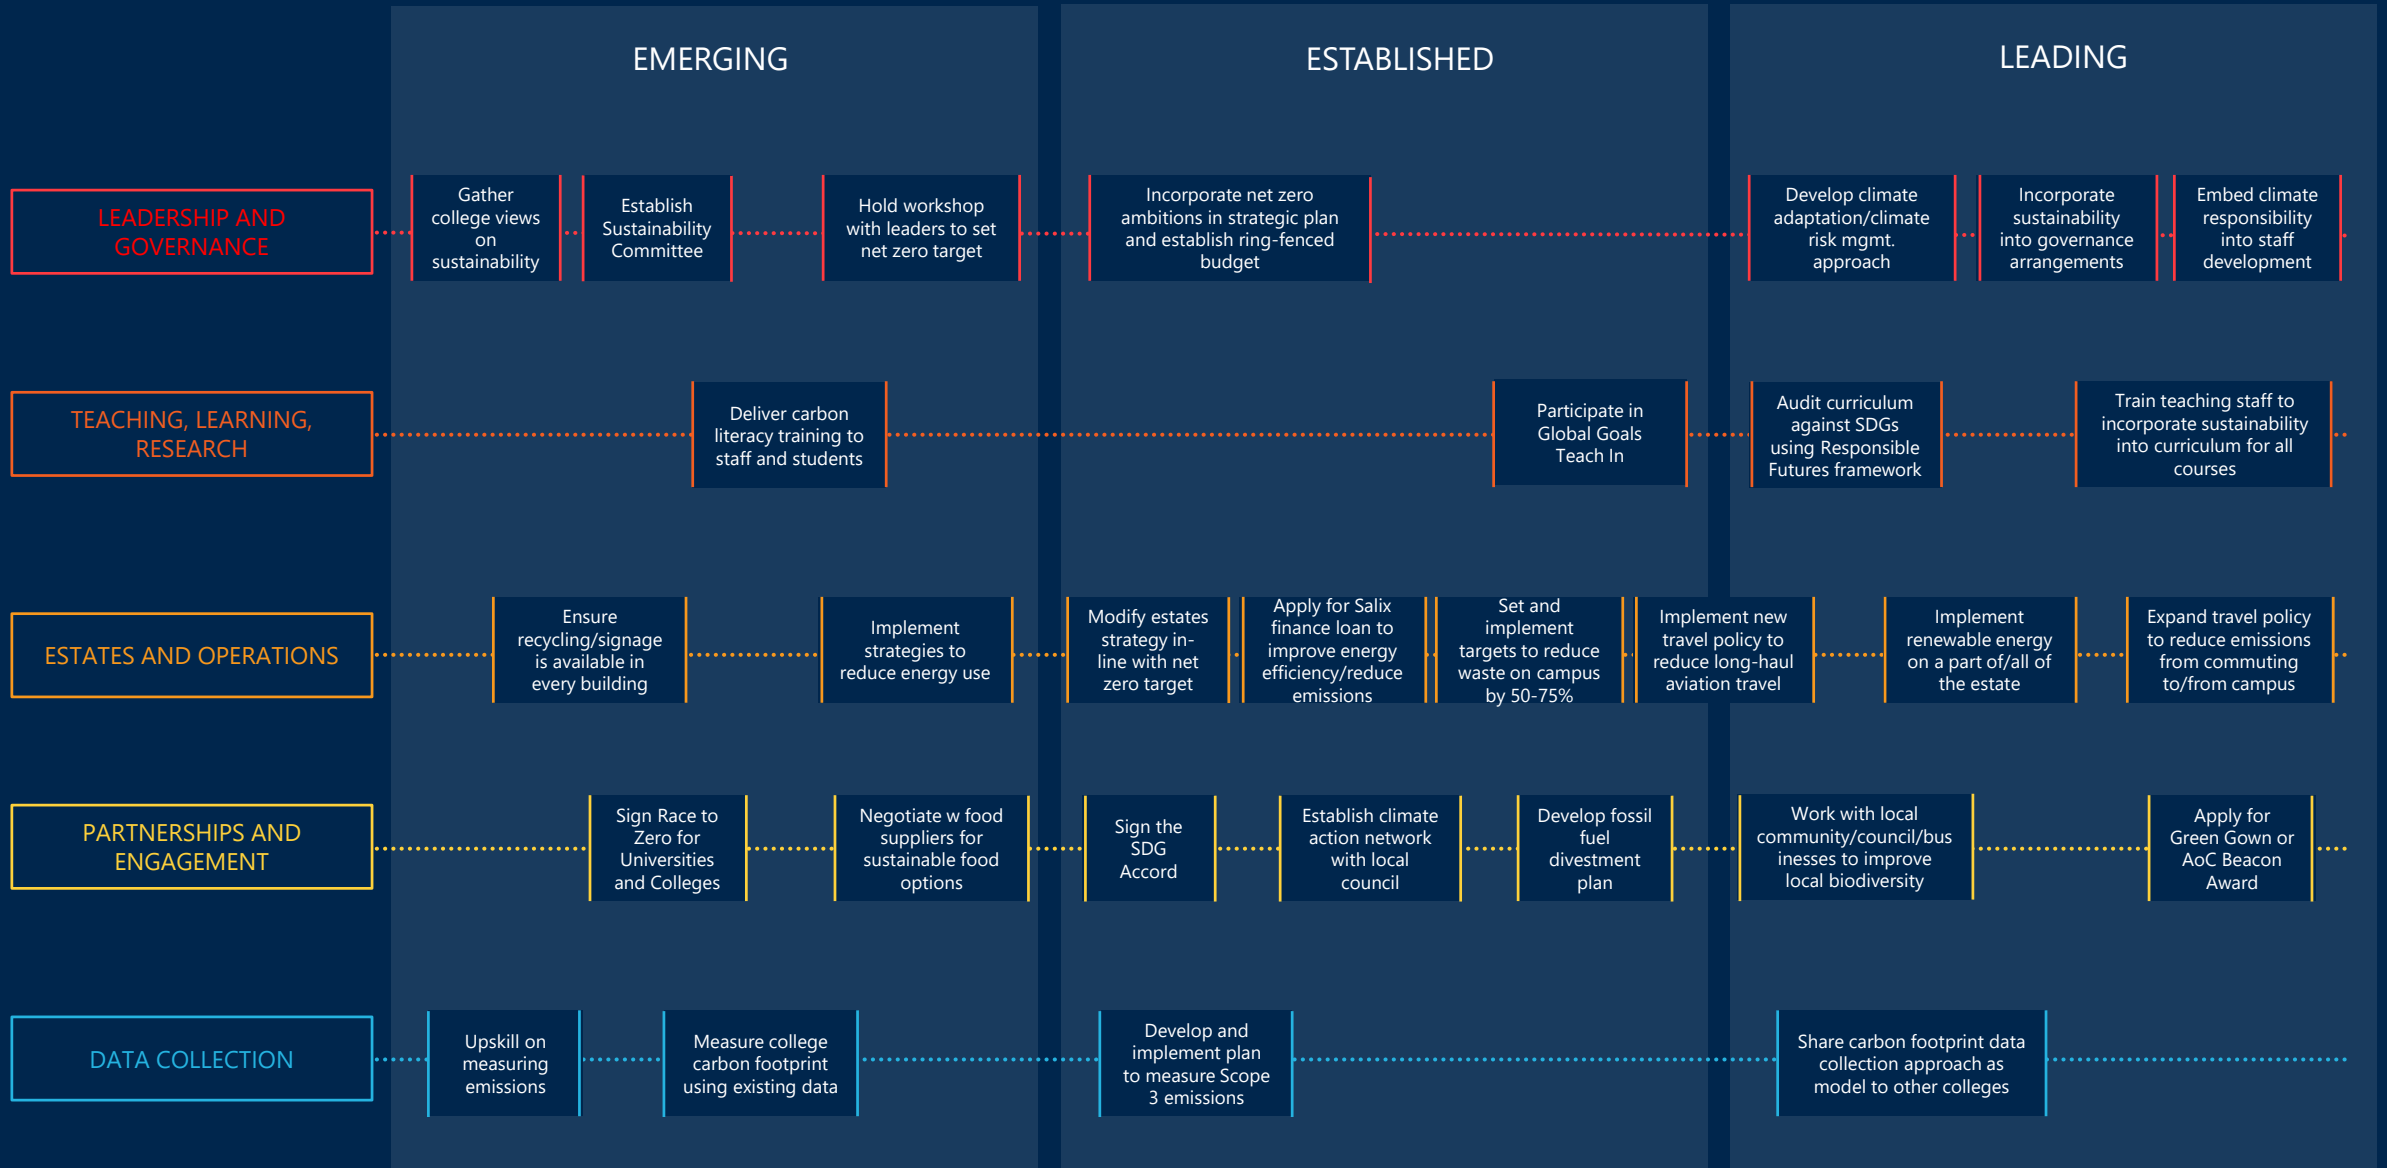 EMERGING
ESTABLISHED
LEADING
LEADERSHIP AND
GOVERNANCE
Gather
college views
on
sustainability
Establish
Sustainability
Committee
Hold workshop
with leaders to set
net zero target
Incorporate net zero
ambitions in strategic plan
and establish ring-fenced
budget
Develop climate
adaptation/climate
risk mgmt.
approach
Incorporate
sustainability
into governance
arrangements
Embed climate
responsibility
into staff
development
TEACHING, LEARNING,
RESEARCH
Deliver carbon
literacy training to
staff and students
Participate in
Global Goals
Teach In
Audit curriculum
against SDGs
using Responsible
Futures framework
Train teaching staff to
incorporate sustainability
into curriculum for all
courses
ESTATES AND OPERATIONS
Ensure
recycling/signage
is available in
every building
Implement
strategies to
reduce energy use
Modify estates
strategy in-
line with net
zero target
Apply for Salix
finance loan to
improve energy
efficiency/reduce
emissions
Set and
implement
targets to reduce
waste on campus
by 50-75%
Implement new
travel policy to
reduce long-haul
aviation travel
Implement
renewable energy
on a part of/all of
the estate
Expand travel policy
to reduce emissions
from commuting
to/from campus
PARTNERSHIPS AND
ENGAGEMENT
Sign Race to
Zero for
Universities
and Colleges
Negotiate w food
suppliers for
sustainable food
options
Sign the
SDG
Accord
Establish climate
action network
with local
council
Develop fossil
fuel
divestment
plan
Work with local
community/council/bus
inesses to improve
local biodiversity
Apply for
Green Gown or
AoC Beacon
Award
DATA COLLECTION
Upskill on
measuring
emissions
Measure college
carbon footprint
using existing data
Develop and
implement plan
to measure Scope
3 emissions
Share carbon footprint data
collection approach as
model to other colleges